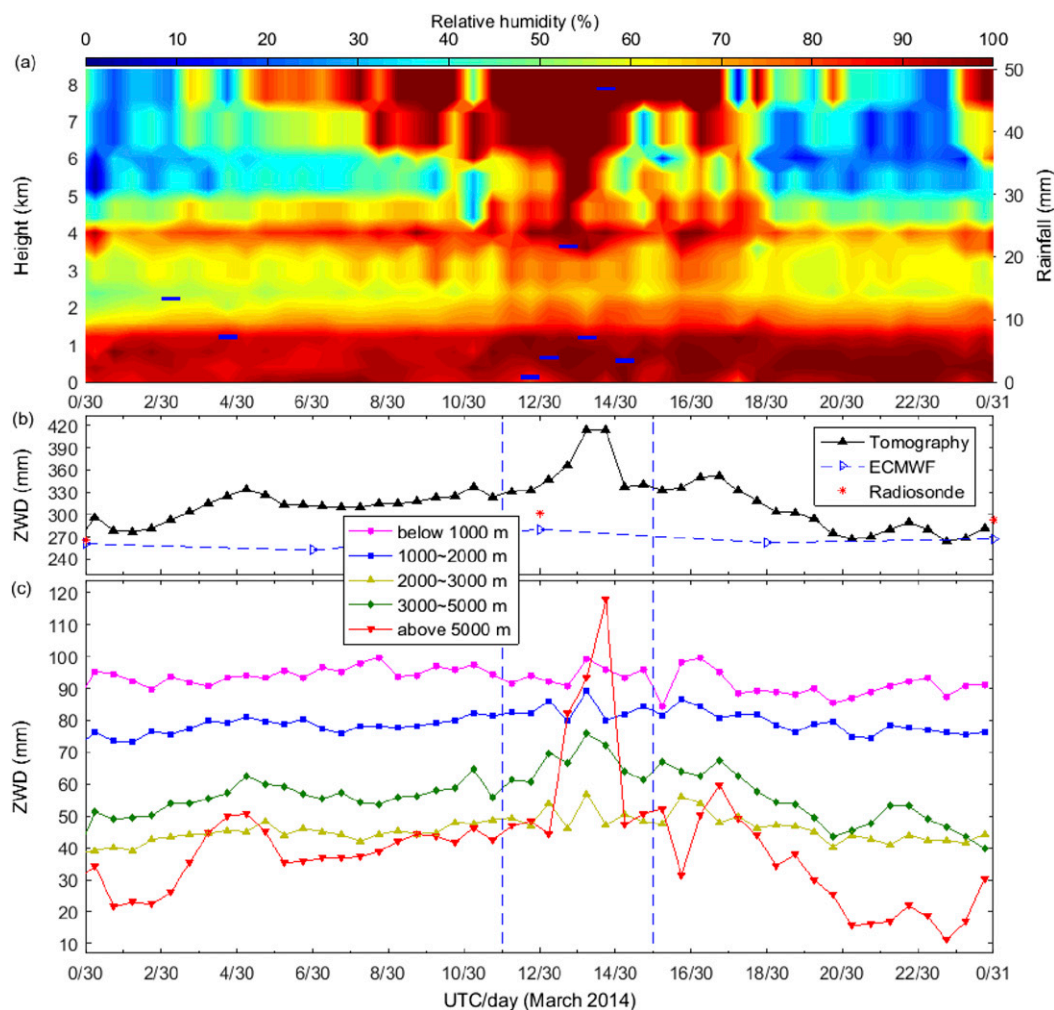 Relative humidity (%)
0 10 20 30 40 50 60 70 80 90 100
(a)
Height (km)
8
7
6
5
4
3
2
1
0
50
40
30
20
10
0
Rainfall (mm)
0/30 2/30 4/30 6/30 8/30 10/30 12/30 14/30 16/30 18/30 20/30 22/30 0/31
(b)
ZWD (mm)
420
390
360
330
300
270
240
Tomography
ECMWF
Radiosonde
below 1000 m
1000~2000 m
2000~3000 m
3000~5000 m
above 5000 m
(c)
ZWD (mm)
120
110
100
90
80
70
60
50
40
30
20
10
0/30 2/30 4/30 6/30 8/30 10/30 12/30 14/30 16/30 18/30 20/30 22/30 0/31
UTC/day (March 2014)